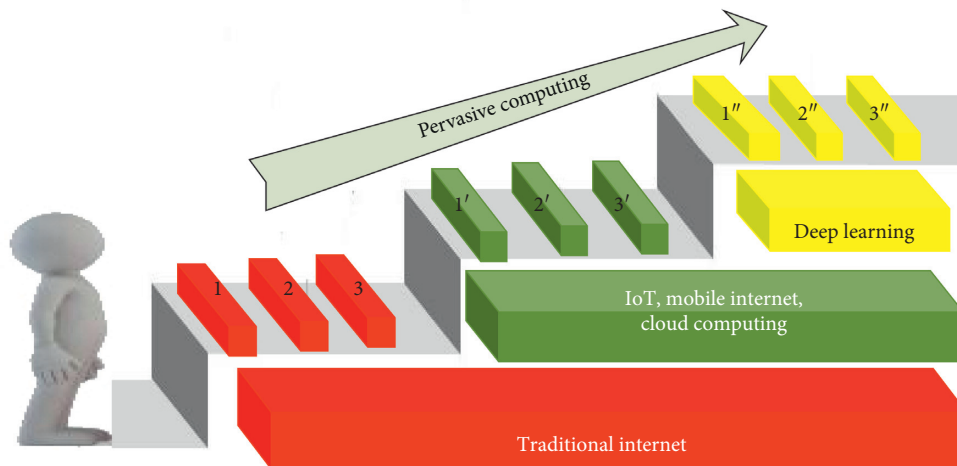 Pervasive computing
1″
2″
3″
1′
2′
3′
Deep learning
1
2
3
IoT, mobile internet,
cloud computing
Traditional internet